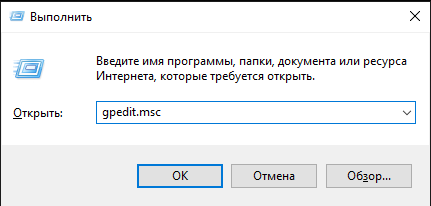 Выполнить
Введите имя программы, папки, документа или ресурса
Интернета, которые требуется открыть.
Открыть: gpedit.msc
OK Отмена Обзор...